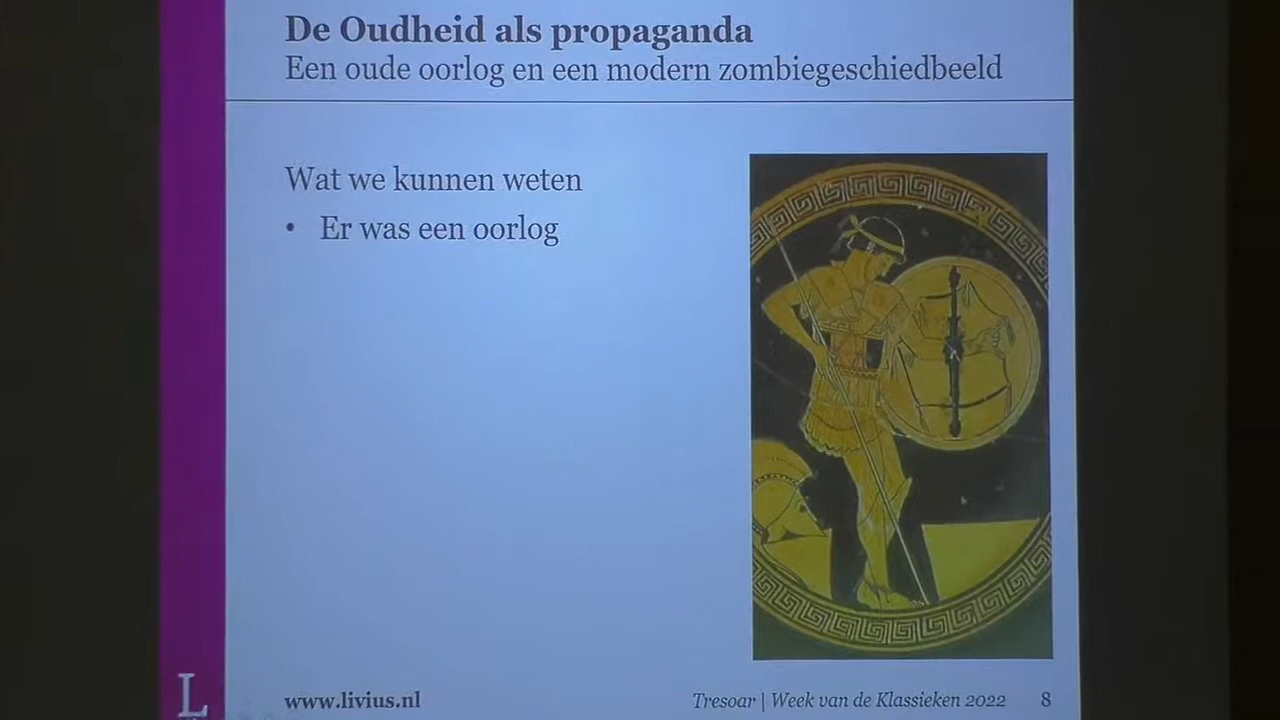 De Oudheid als propaganda
Een oude oorlog en een modern zombiegeschiedbeeld
Wat we kunnen weten
• Er was een oorlog
L
www.livius.nl
Tresoar | Week van de Klassieken 2022
8